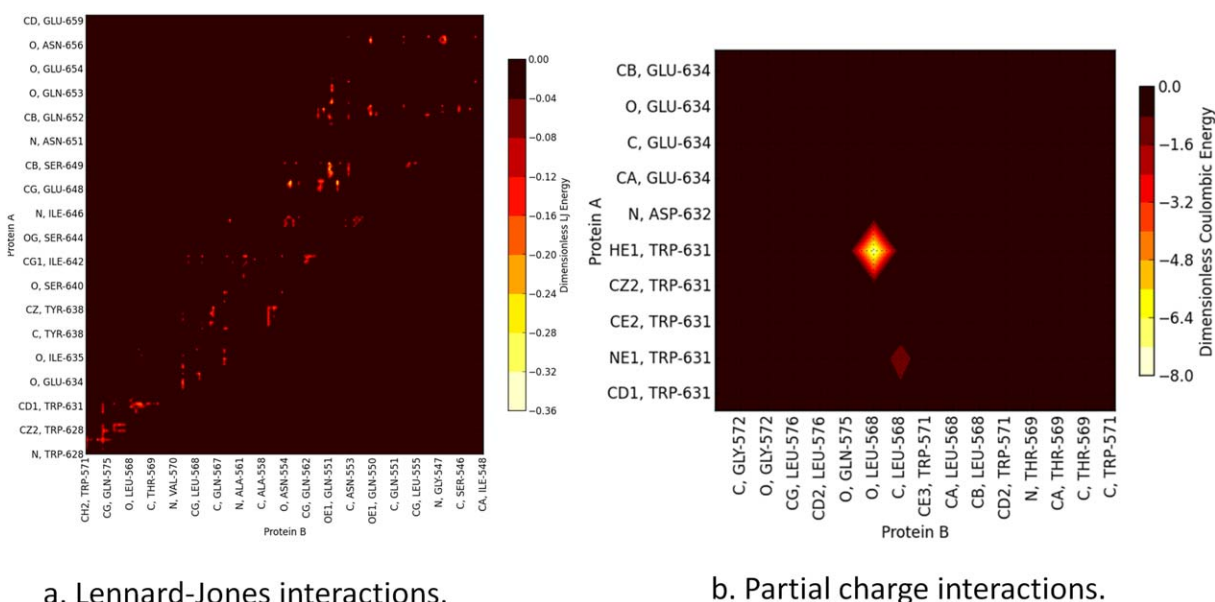 CD, GLU-659
O, ASN-656
O, GLU-654
O, GLN-653
CB, GLN-652
N, ASN-651
CB, SER-649
CG, GLU-648
N, ILE-646
OG, SER-644
CG1, ILE-642
O, SER-640
CZ, TYR-638
C, TYR-638
O, ILE-635
O, GLU-634
CD1, TRP-631
CZ2, TRP-628
N, TRP-628
Protein A
CH2, TRP-571
CG, GLN-575
O, LEU-568
C, THR-569
N, VAL-570
CG, LEU-568
C, GLN-567
N, ALA-561
C, ALA-558
O, ASN-554
CG, GLN-562
OE1, GLN-551
C, ASN-553
OE1, GLN-550
C, GLN-551
CG, LEU-555
N, GLY-547
C, SER-546
CA, ILE-548
Protein B
0.00
−0.04
−0.08
−0.12
−0.16
−0.20
−0.24
−0.28
−0.32
−0.36
Dimensionless LJ Energy
a. Lennard-Jones interactions.
CB, GLU-634
O, GLU-634
C, GLU-634
CA, GLU-634
N, ASP-632
HE1, TRP-631
CZ2, TRP-631
CE2, TRP-631
NE1, TRP-631
CD1, TRP-631
Protein A
C, GLY-572
O, GLY-572
CG, LEU-576
CD2, LEU-576
O, GLN-575
O, LEU-568
C, LEU-568
CE3, TRP-571
CA, LEU-568
CB, LEU-568
CD2, TRP-571
N, THR-569
CA, THR-569
C, THR-569
C, TRP-571
Protein B
0.0
−1.6
−3.2
−4.8
−6.4
−8.0
Dimensionless Coulombic Energy
b. Partial charge interactions.